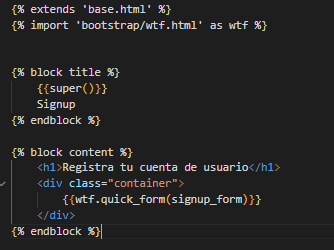 {% extends 'base.html' %}
{% import 'bootstrap/wtf.html' as wtf %}
{% block title %}
{{super()}}
Signup
{% endblock %}
{% block content %}
<h1>Registra tu cuenta de usuario</h1>
<div class="container">
{{wtf.quick_form(signup_form)}}
</div>
{% endblock %}